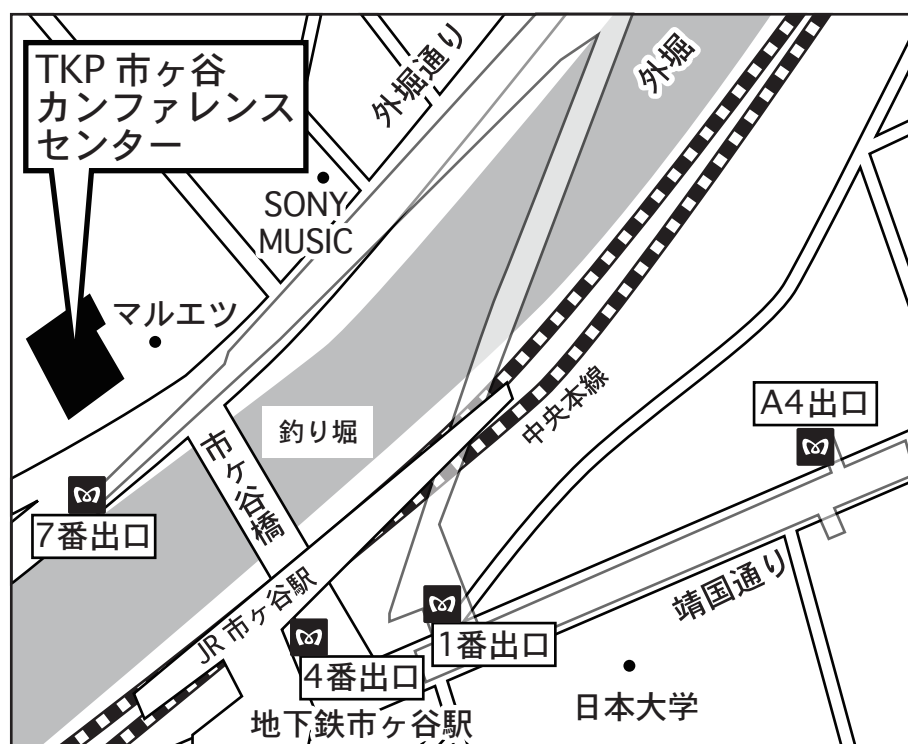 TKP 市ヶ谷
カンファレンス
センター
外堀通り
外堀
SONY
MUSIC
マルエツ
中央本線
A4出口
釣り堀
市ヶ谷橋
7番出口
JR 市ヶ谷駅
靖国通り
1番出口
4番出口
日本大学
地下鉄市ヶ谷駅